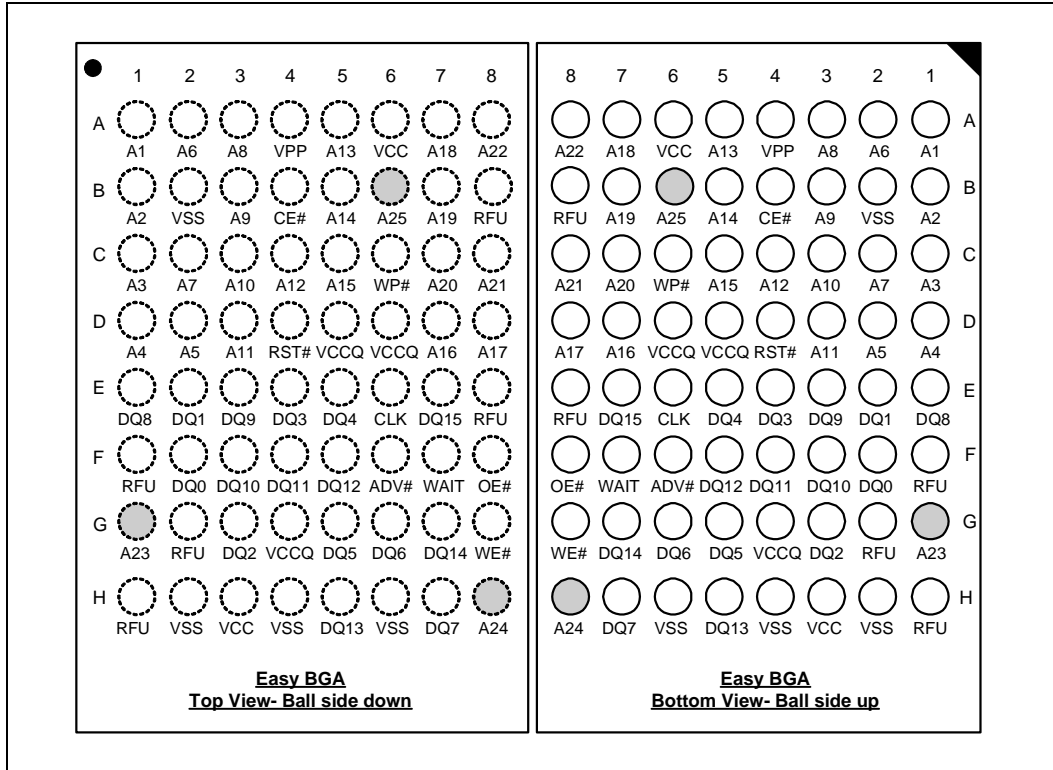 1 2 3 4 5 6 7 8
A
A1 A6 A8 VPP A13 VCC A18 A22
B
A2 VSS A9 CE# A14 A25 A19 RFU
C
A3 A7 A10 A12 A15 WP# A20 A21
D
A4 A5 A11 RST# VCCQ VCCQ A16 A17
E
DQ8 DQ1 DQ9 DQ3 DQ4 CLK DQ15 RFU
F
RFU DQ0 DQ10 DQ11 DQ12 ADV# WAIT OE#
G
A23 RFU DQ2 VCCQ DQ5 DQ6 DQ14 WE#
H
RFU VSS VCC VSS DQ13 VSS DQ7 A24
Easy BGA
Top View- Ball side down
8 7 6 5 4 3 2 1
A
A22 A18 VCC A13 VPP A8 A6 A1
B
RFU A19 A25 A14 CE# A9 VSS A2
C
A21 A20 WP# A15 A12 A10 A7 A3
D
A17 A16 VCCQ VCCQ RST# A11 A5 A4
E
RFU DQ15 CLK DQ4 DQ3 DQ9 DQ1 DQ8
F
OE# WAIT ADV# DQ12 DQ11 DQ10 DQ0 RFU
G
WE# DQ14 DQ6 DQ5 VCCQ DQ2 RFU A23
H
A24 DQ7 VSS DQ13 VSS VCC VSS RFU
Easy BGA
Bottom View- Ball side up